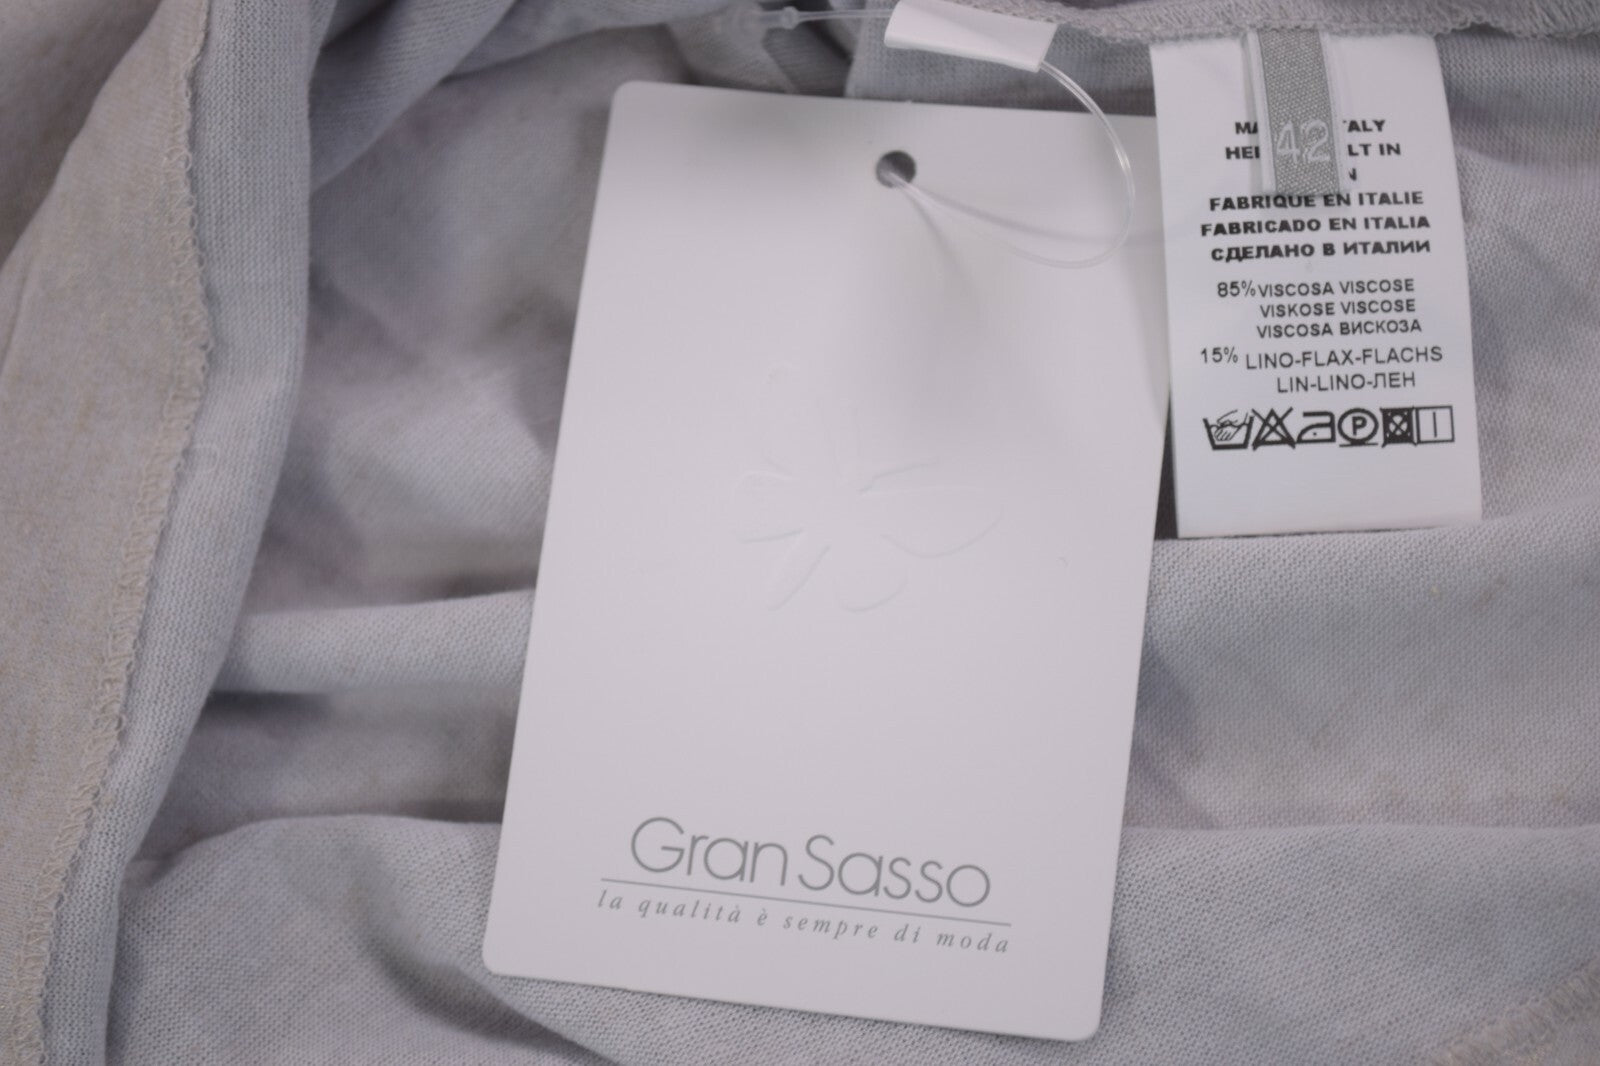 42
FABRIQUE EN ITALIE
FABRICADO EN ITALIA
СДЕЛАНО В ИТАЛИИ
85% VISCOSA VISCOSE
VISKOSE VISCOSE
VISCOSA ВИСКОЗА
15% LINO-FLAX-FLACHS
LIN-LINO-ЛЕН
P
Gran Sasso
la qualità è sempre di moda